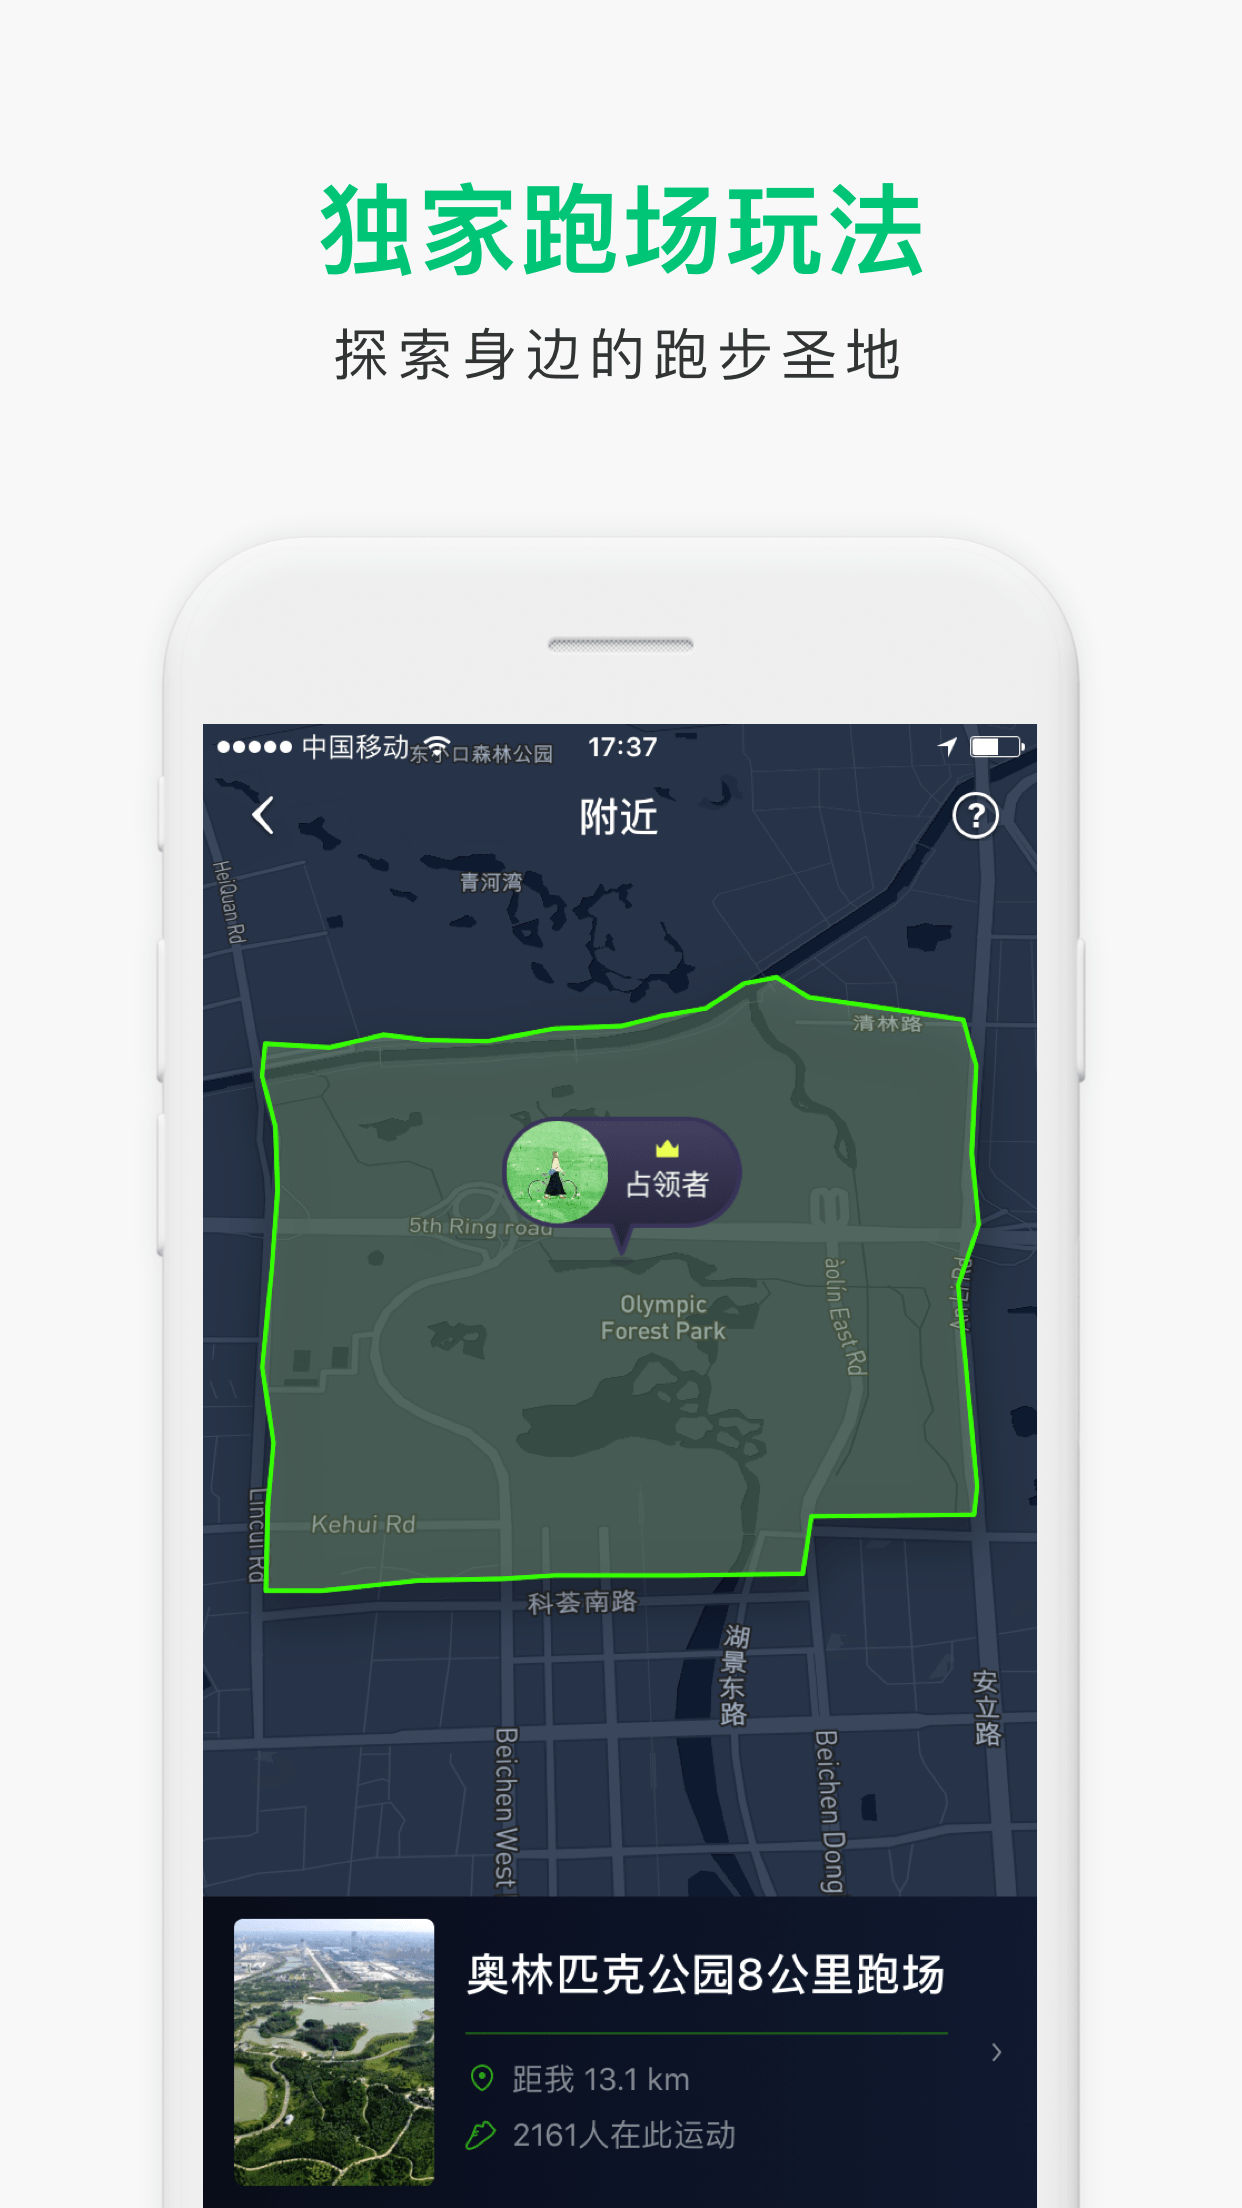 独家跑场玩法
探索身边的跑步圣地
中国移动
17:37
东小口森林公园
附近
?
青河湾
HeiQuan Rd
清林路
占领者
5th Ring road
Olympic
Forest Park
àolín East Rd
Kehui Rd
Lincui Rd
科荟南路
湖景东路
安立路
Beichen West
Beichen Dong
奥林匹克公园8公里跑场
距我 13.1 km
2161人在此运动